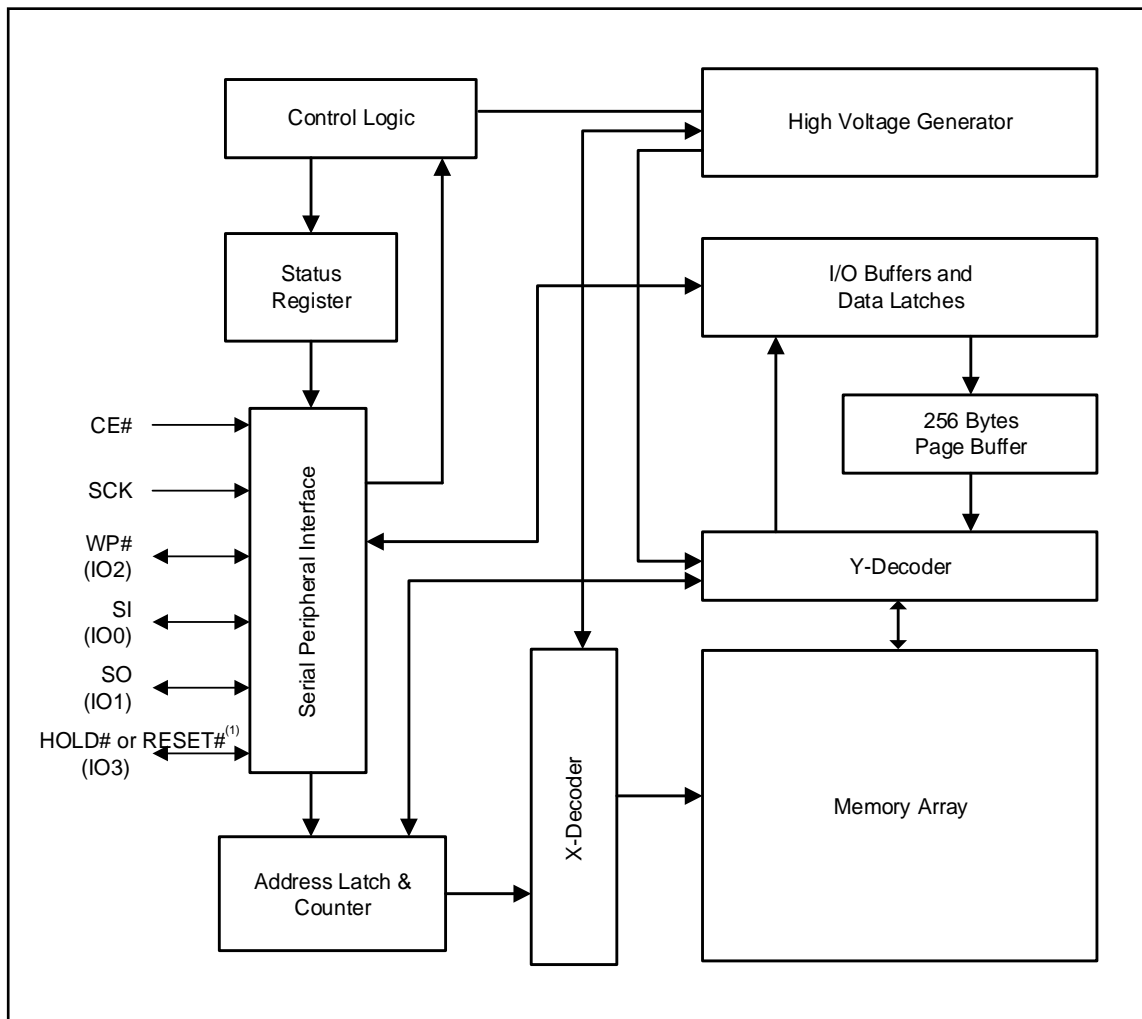 Control Logic
High Voltage Generator
Status
Register
I/O Buffers and
Data Latches
256 Bytes
Page Buffer
CE#
SCK
WP#
(IO2)
SI
(IO0)
SO
(IO1)
HOLD# or RESET#(1)
(IO3)
Serial Peripheral Interface
Y-Decoder
X-Decoder
Memory Array
Address Latch &
Counter